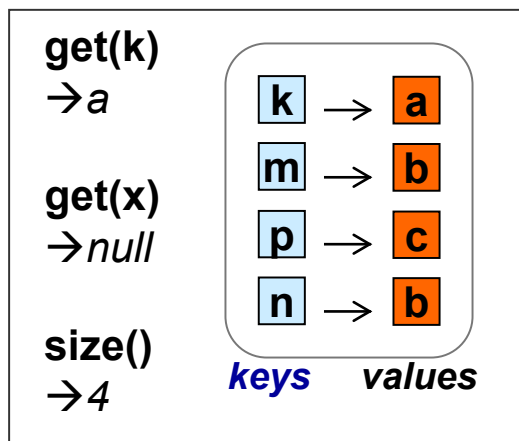 get(k)
→a
get(x)
→null
size()
→4
k → a
m → b
p → c
n → b
keys values